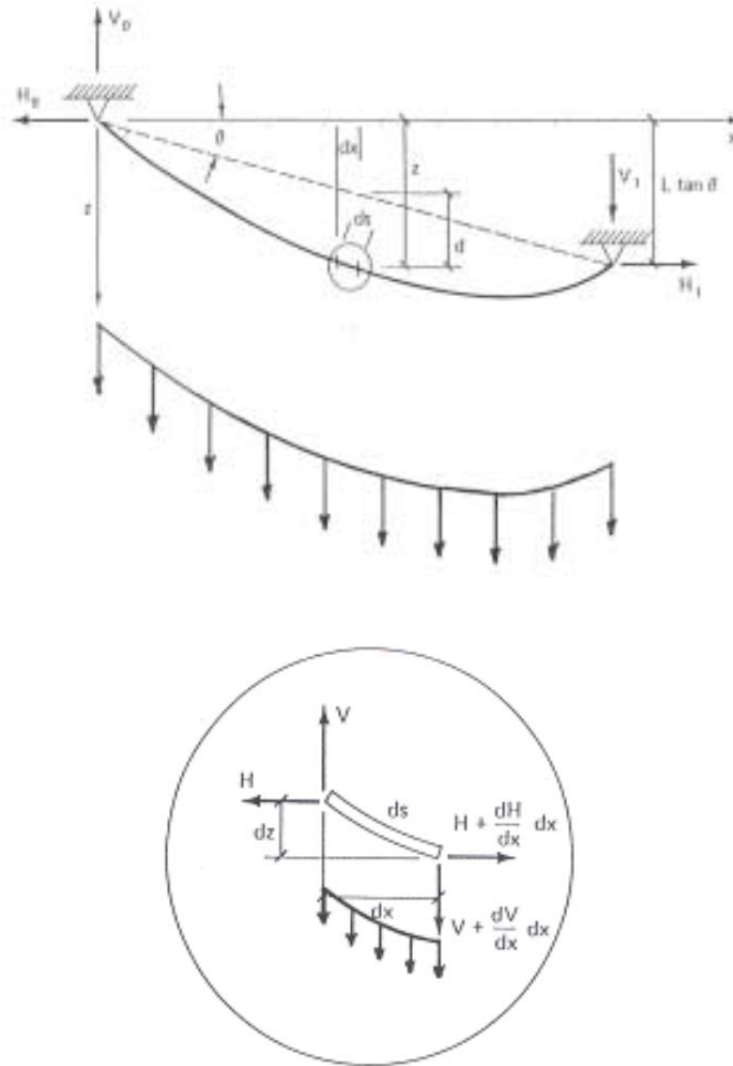 V₀
H₀
θ
dx
z
x
ds
d
V₁
L tan θ
z
H₁
V
H
ds
dz
H + dH/dx dx
dx
V + dV/dx dx